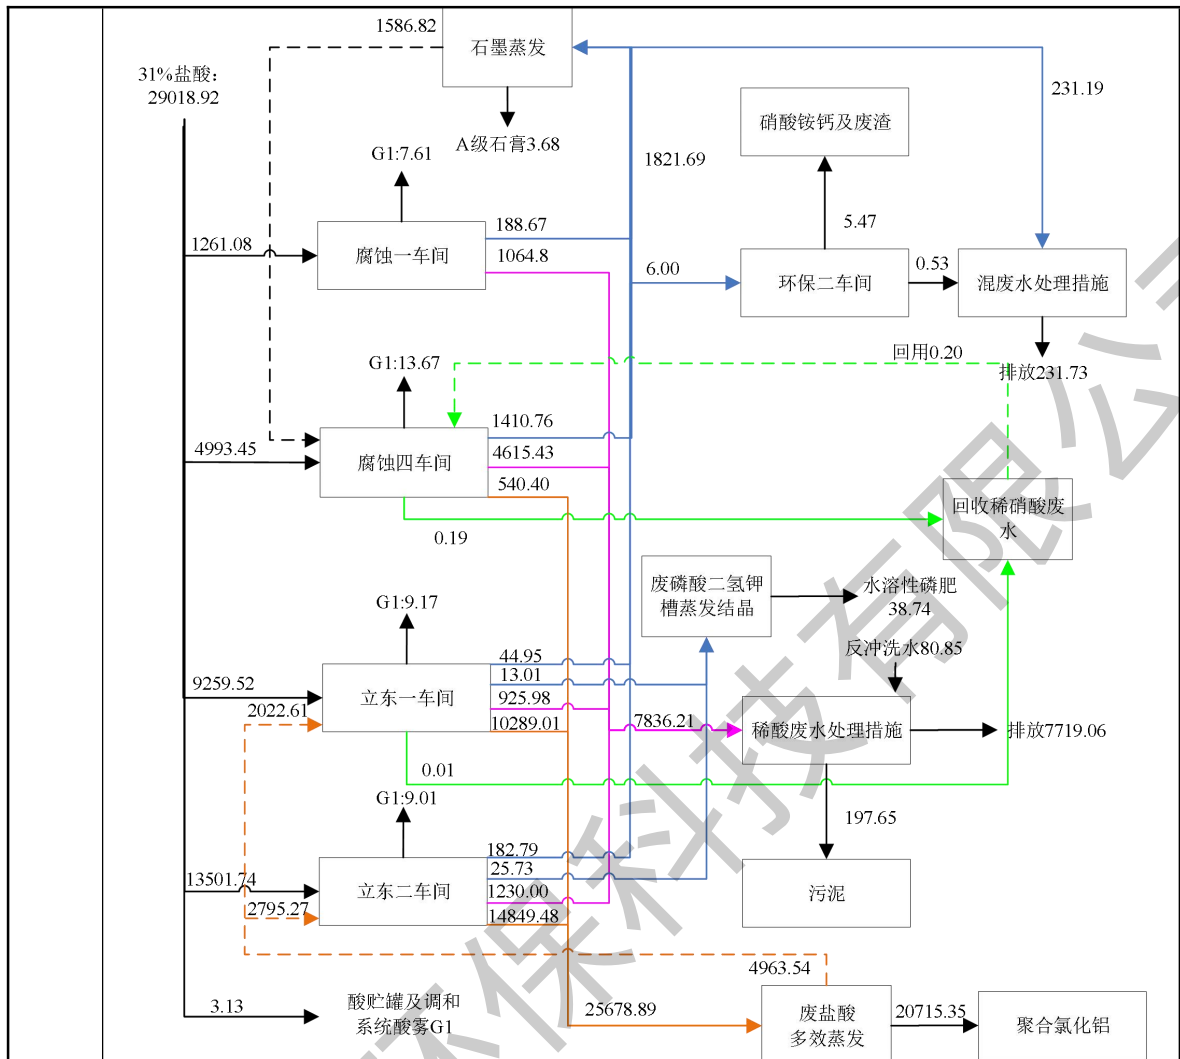 1586.82
石墨蒸发
31%盐酸：
29018.92
231.19
A级石膏3.68
硝酸铵钙及废渣
G1:7.61
1821.69
188.67
5.47
1261.08
腐蚀一车间
1064.8
6.00
环保二车间
0.53
混废水处理措施
回用0.20
G1:13.67
排放231.73
1410.76
4993.45
腐蚀四车间
4615.43
540.40
回收稀硝酸废
水
0.19
废磷酸二氢钾
槽蒸发结晶
水溶性磷肥
38.74
G1:9.17
反冲洗水80.85
44.95
13.01
9259.52
立东一车间
925.98
2022.61
10289.01
7836.21
稀酸废水处理措施
排放7719.06
0.01
G1:9.01
197.65
182.79
25.73
13501.74
立东二车间
1230.00
2795.27
14849.48
污泥
4963.54
3.13
酸贮罐及调和
系统酸雾G1
25678.89
废盐酸
多效蒸发
20715.35
聚合氯化铝
环保科技有限公司